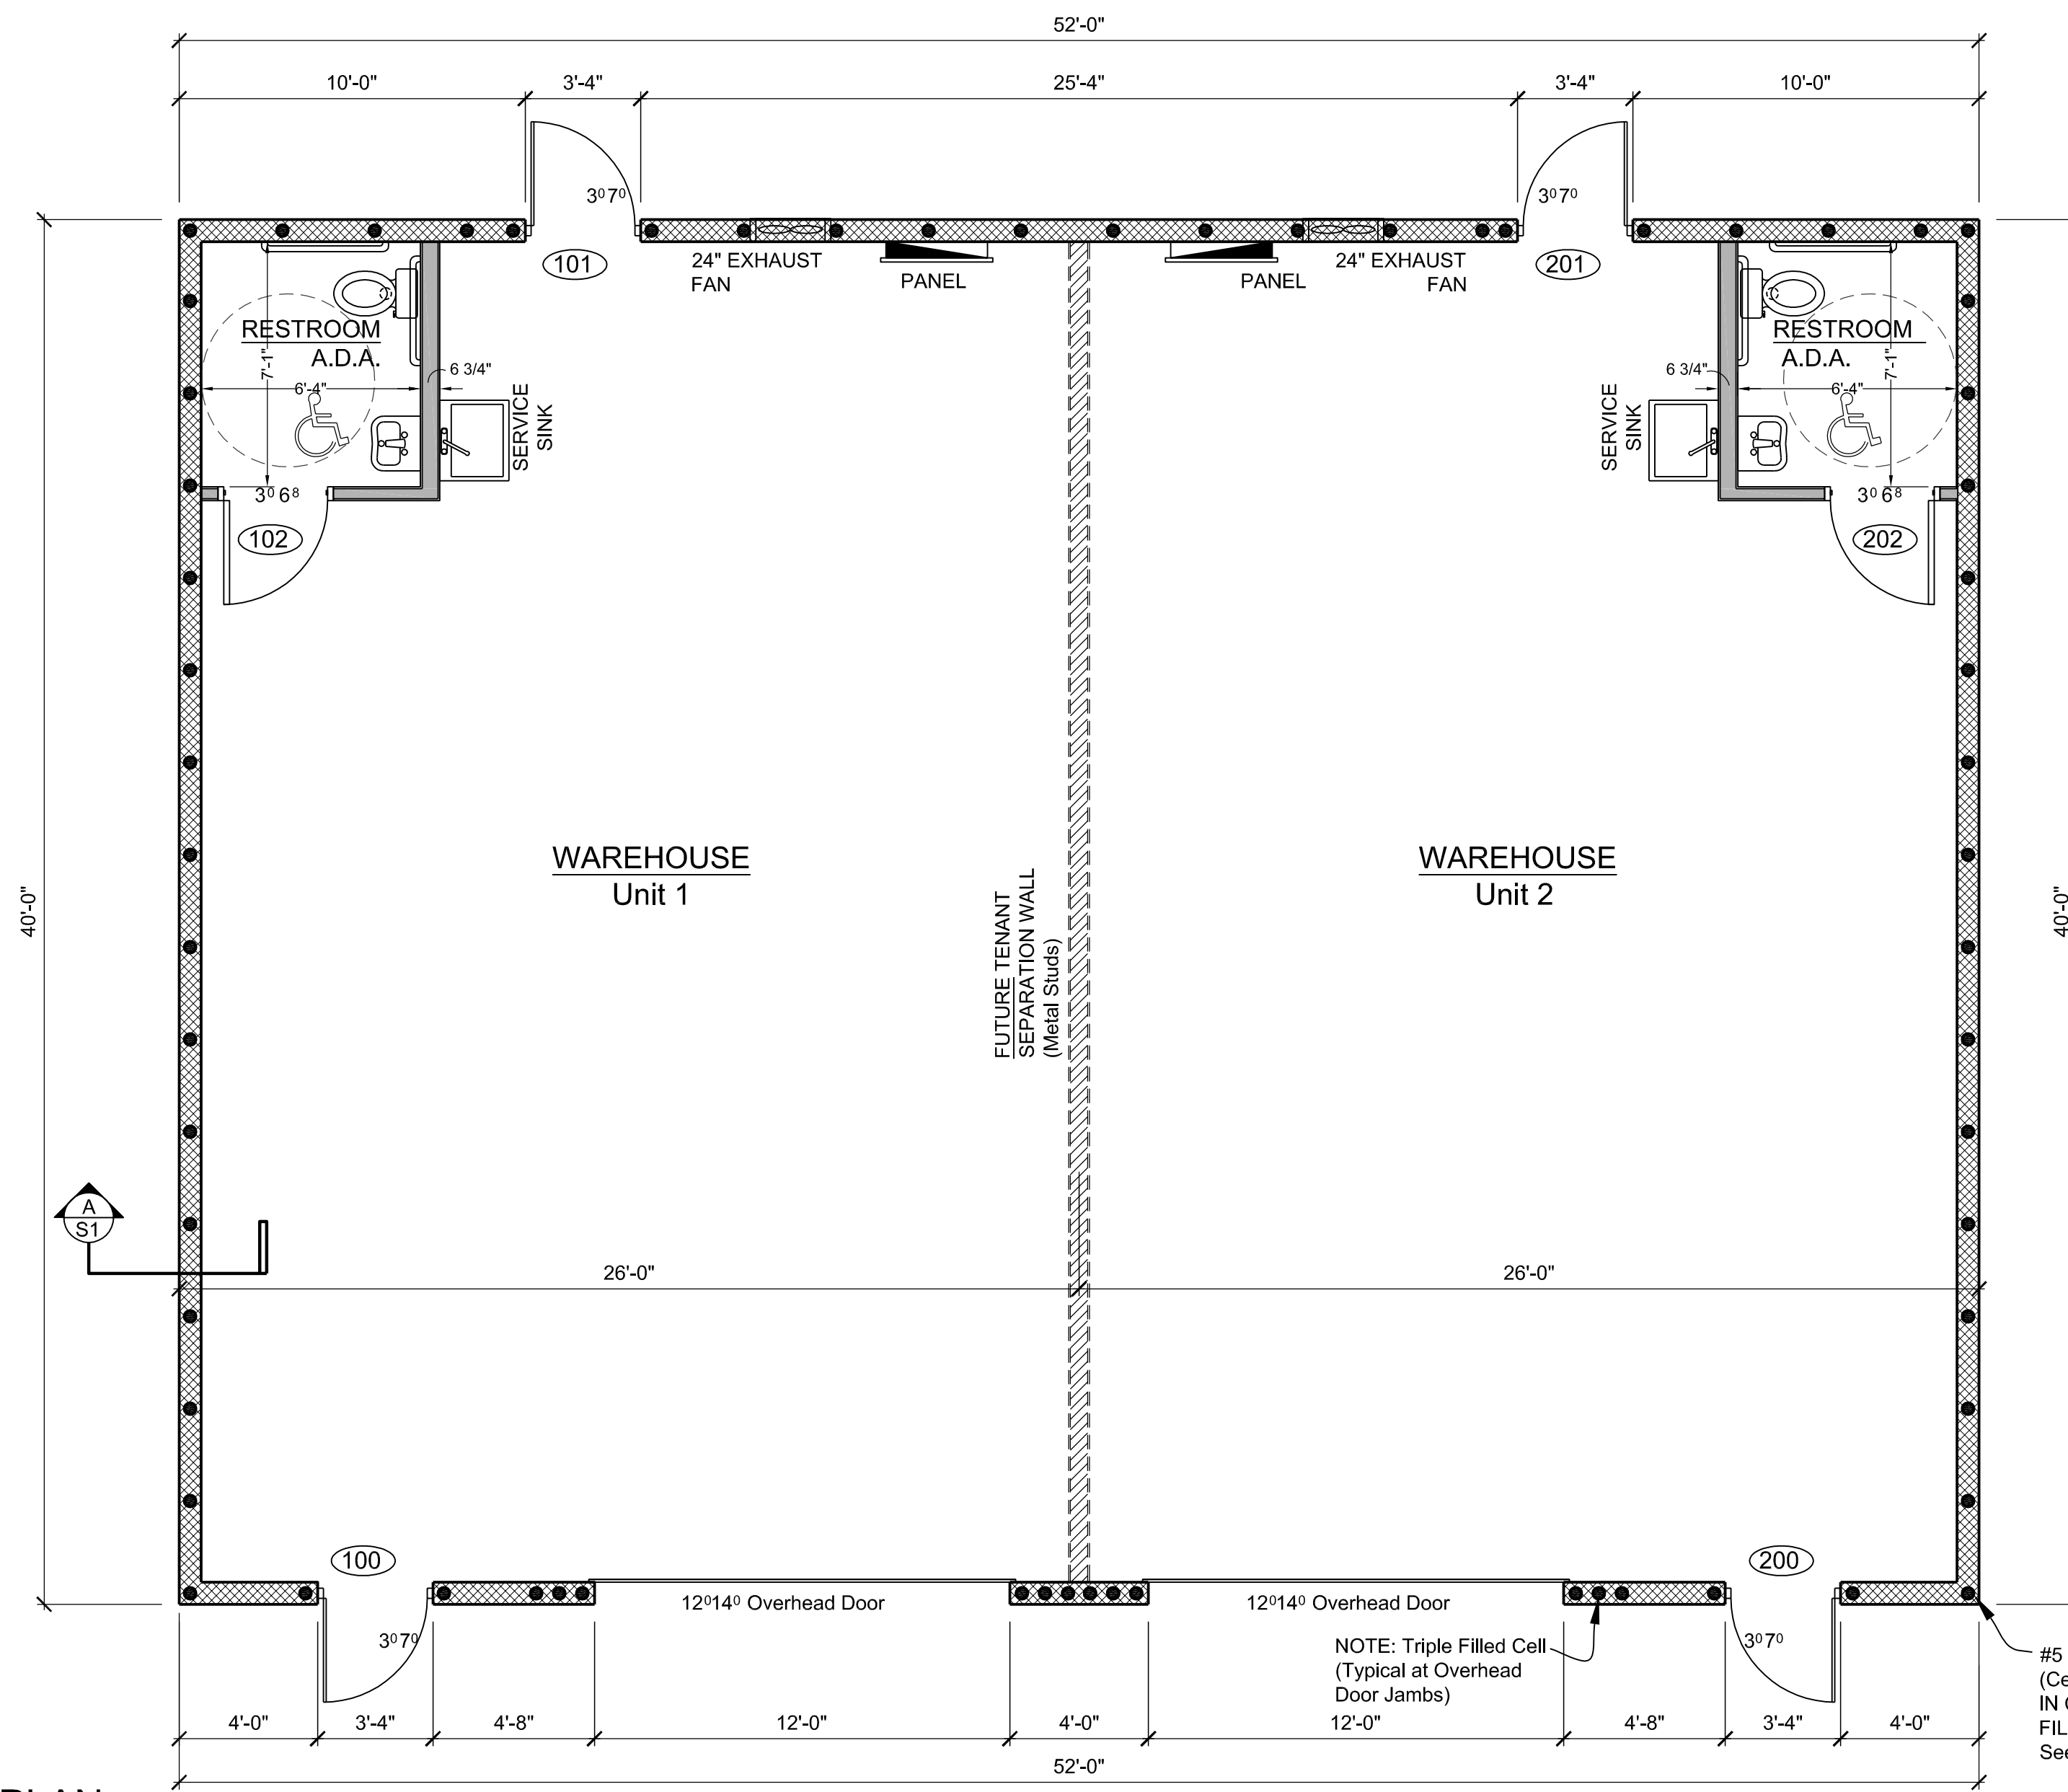 52'-0"
10'-0" 3'-4" 25'-4" 3'-4" 10'-0"
3⁰7⁰ 3⁰7⁰
101 24" EXHAUST
FAN
PANEL PANEL 24" EXHAUST
FAN
201
RESTROOM
A.D.A.
7'-1"
6'-4"
6 3/4"
SERVICE
SINK
3⁰6⁸
102
RESTROOM
A.D.A.
7'-1"
6'-4"
6 3/4"
SERVICE
SINK
3⁰6⁸
202
WAREHOUSE
Unit 1
WAREHOUSE
Unit 2
40'-0"
40'-0"
FUTURE TENANT
SEPARATION WALL
(Metal Studs)
A
S1
26'-0" 26'-0"
100 200
12⁰14⁰ Overhead Door 12⁰14⁰ Overhead Door
3⁰7⁰ 3⁰7⁰
NOTE: Triple Filled Cell
(Typical at Overhead
Door Jambs)
#5
(Ce
IN
FIL
See
4'-0" 3'-4" 4'-8" 12'-0" 4'-0" 12'-0" 4'-8" 3'-4" 4'-0"
52'-0"
PLAN